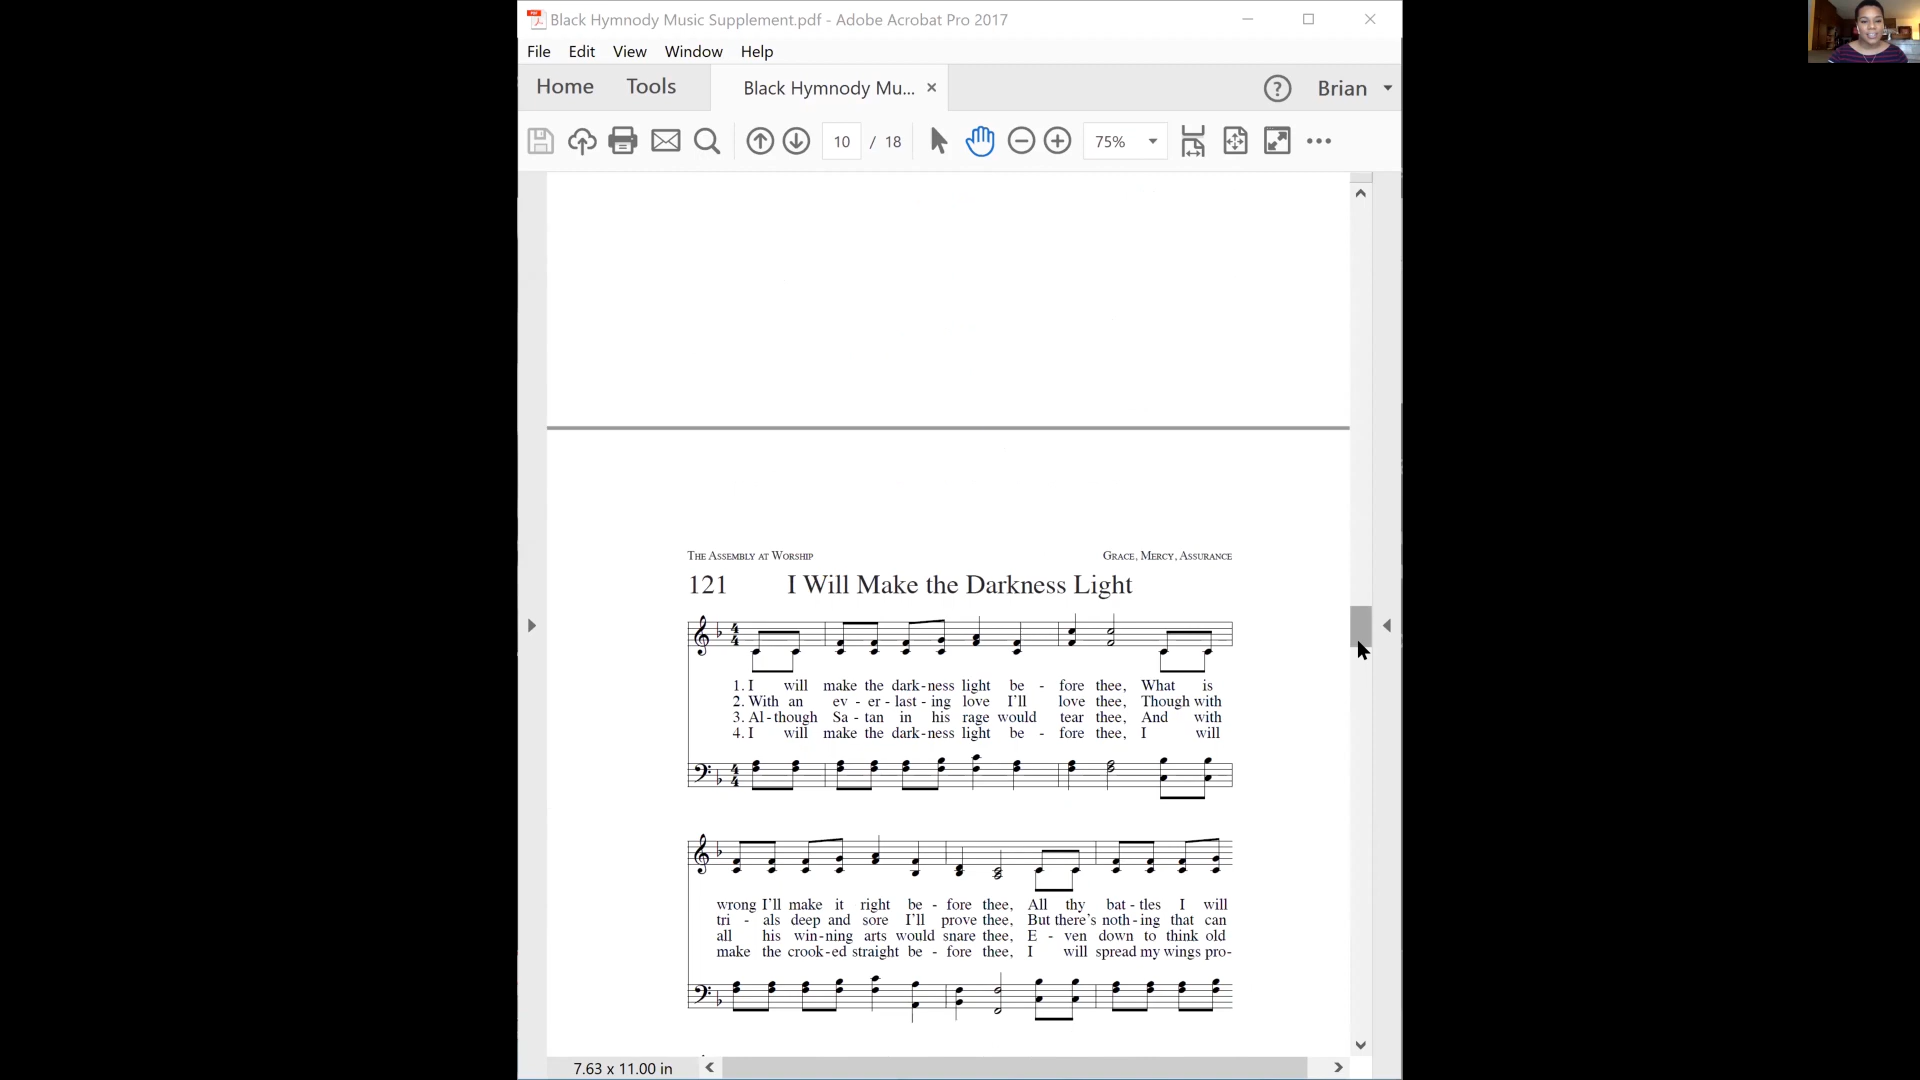 Black Hymnody Music Supplement.pdf - Adobe Acrobat Pro 2017
File Edit View Window Help
Home Tools Black Hymnody Mu... Brian
10 / 18 75%
The Assembly at Worship Grace, Mercy, Assurance
121 I Will Make the Darkness Light
1. I will make the dark-ness light be - fore thee, What is
2. With an ev - er - last - ing love I'll love thee, Though with
3. Al - though Sa - tan in his rage would tear thee, And with
4. I will make the dark-ness light be - fore thee, I will
wrong I'll make it right be - fore thee, All thy bat - tles I will
tri - als deep and sore I'll prove thee, But there's noth - ing that can
all his win-ning arts would snare thee, E - ven down to think old
make the crook-ed straight be - fore thee, I will spread my wings pro-
7.63 x 11.00 in